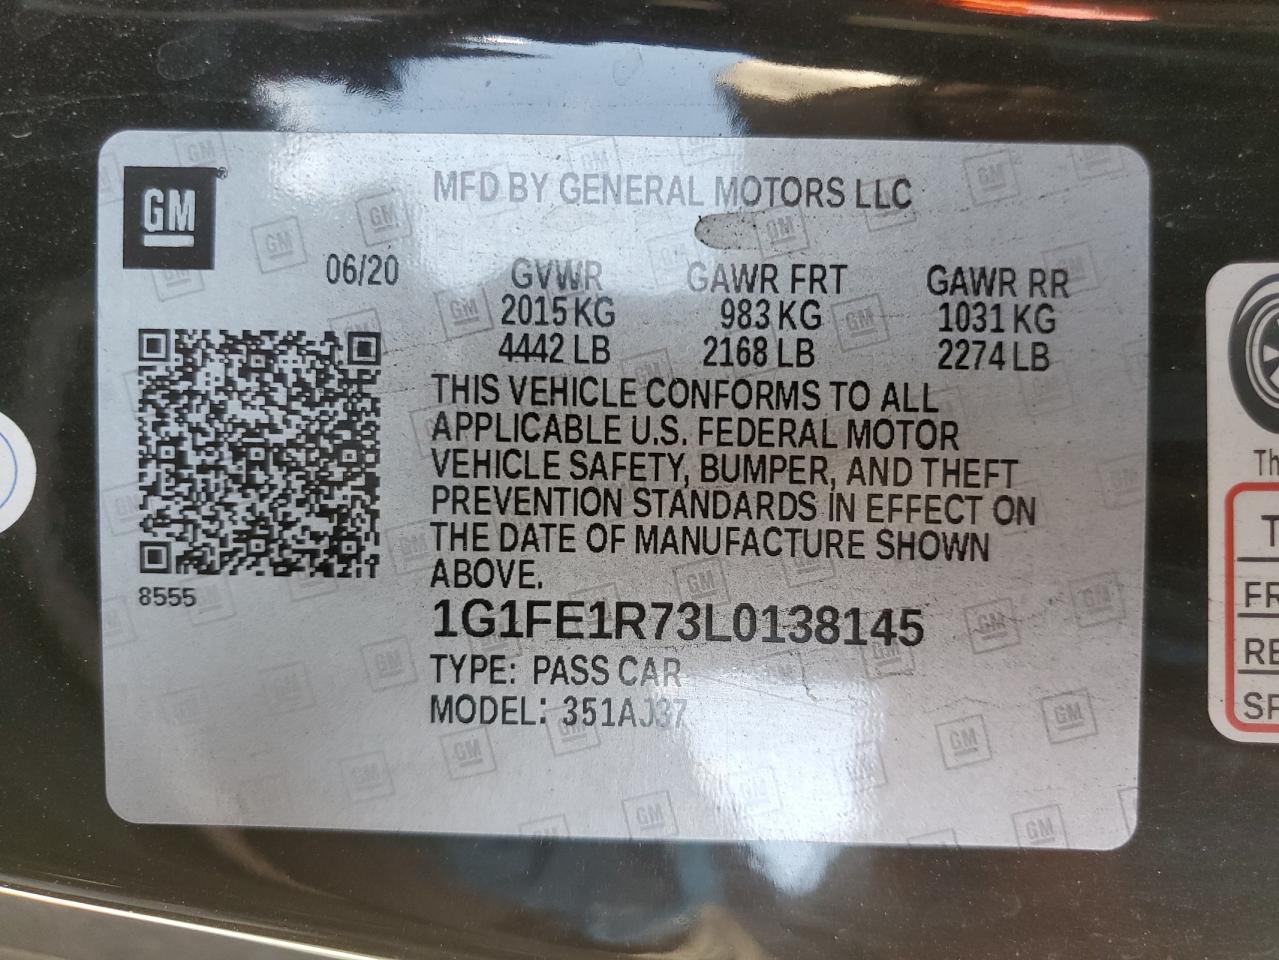 GM
MFD BY GENERAL MOTORS LLC
06/20
GVWR GAWR FRT GAWR RR
2015 KG 983 KG 1031 KG
4442 LB 2168 LB 2274 LB
THIS VEHICLE CONFORMS TO ALL
APPLICABLE U.S. FEDERAL MOTOR
VEHICLE SAFETY, BUMPER, AND THEFT
PREVENTION STANDARDS IN EFFECT ON
THE DATE OF MANUFACTURE SHOWN
ABOVE.
8555
1G1FE1R73L0138145
TYPE: PASS CAR
MODEL: 351AJ37